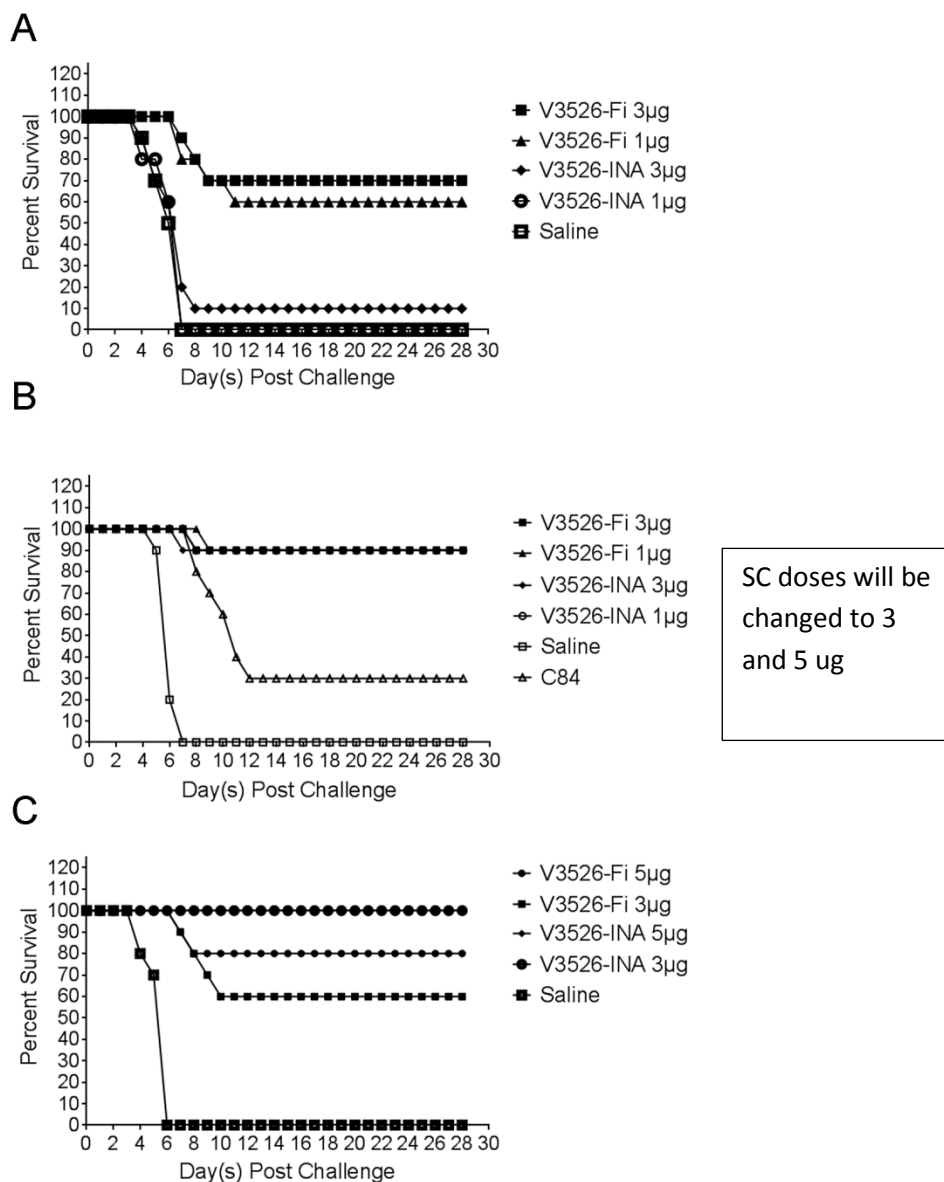 A
120
110
100
90
80
70
60
50
40
30
20
10
0
Percent Survival
0 2 4 6 8 10 12 14 16 18 20 22 24 26 28 30
Day(s) Post Challenge
V3526-Fi 3µg
V3526-Fi 1µg
V3526-INA 3µg
V3526-INA 1µg
Saline
B
120
110
100
90
80
70
60
50
40
30
20
10
0
Percent Survival
0 2 4 6 8 10 12 14 16 18 20 22 24 26 28 30
Day(s) Post Challenge
V3526-Fi 3µg
V3526-Fi 1µg
V3526-INA 3µg
V3526-INA 1µg
Saline
C84
SC doses will be
changed to 3
and 5 ug
C
120
110
100
90
80
70
60
50
40
30
20
10
0
Percent Survival
0 2 4 6 8 10 12 14 16 18 20 22 24 26 28 30
Day(s) Post Challenge
V3526-Fi 5µg
V3526-Fi 3µg
V3526-INA 5µg
V3526-INA 3µg
Saline